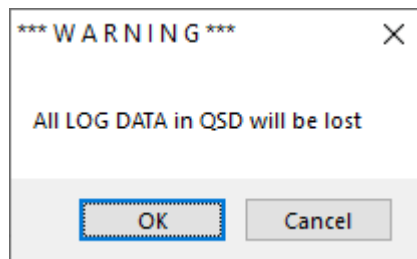 *** W A R N I N G ***
All LOG DATA in QSD will be lost
OK Cancel